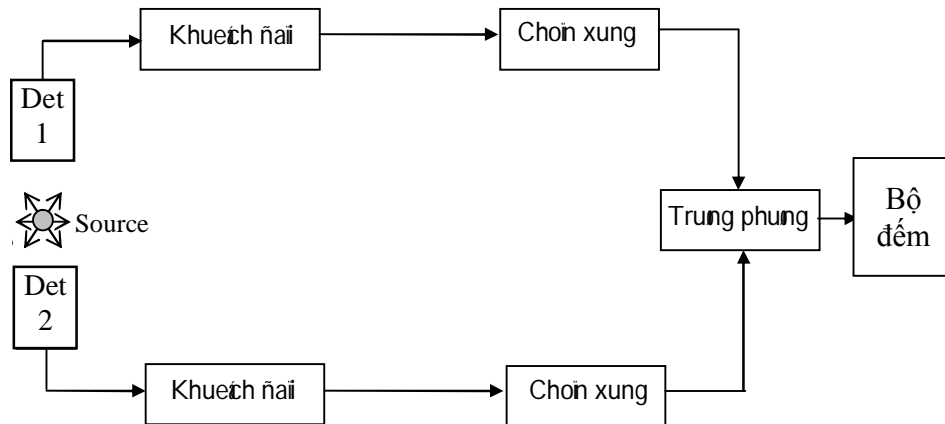 Khueách ñaïi
Choïn xung
Det
1
Source
Truøng phuøng
Bộ
đếm
Det
2
Khueách ñaïi
Choïn xung